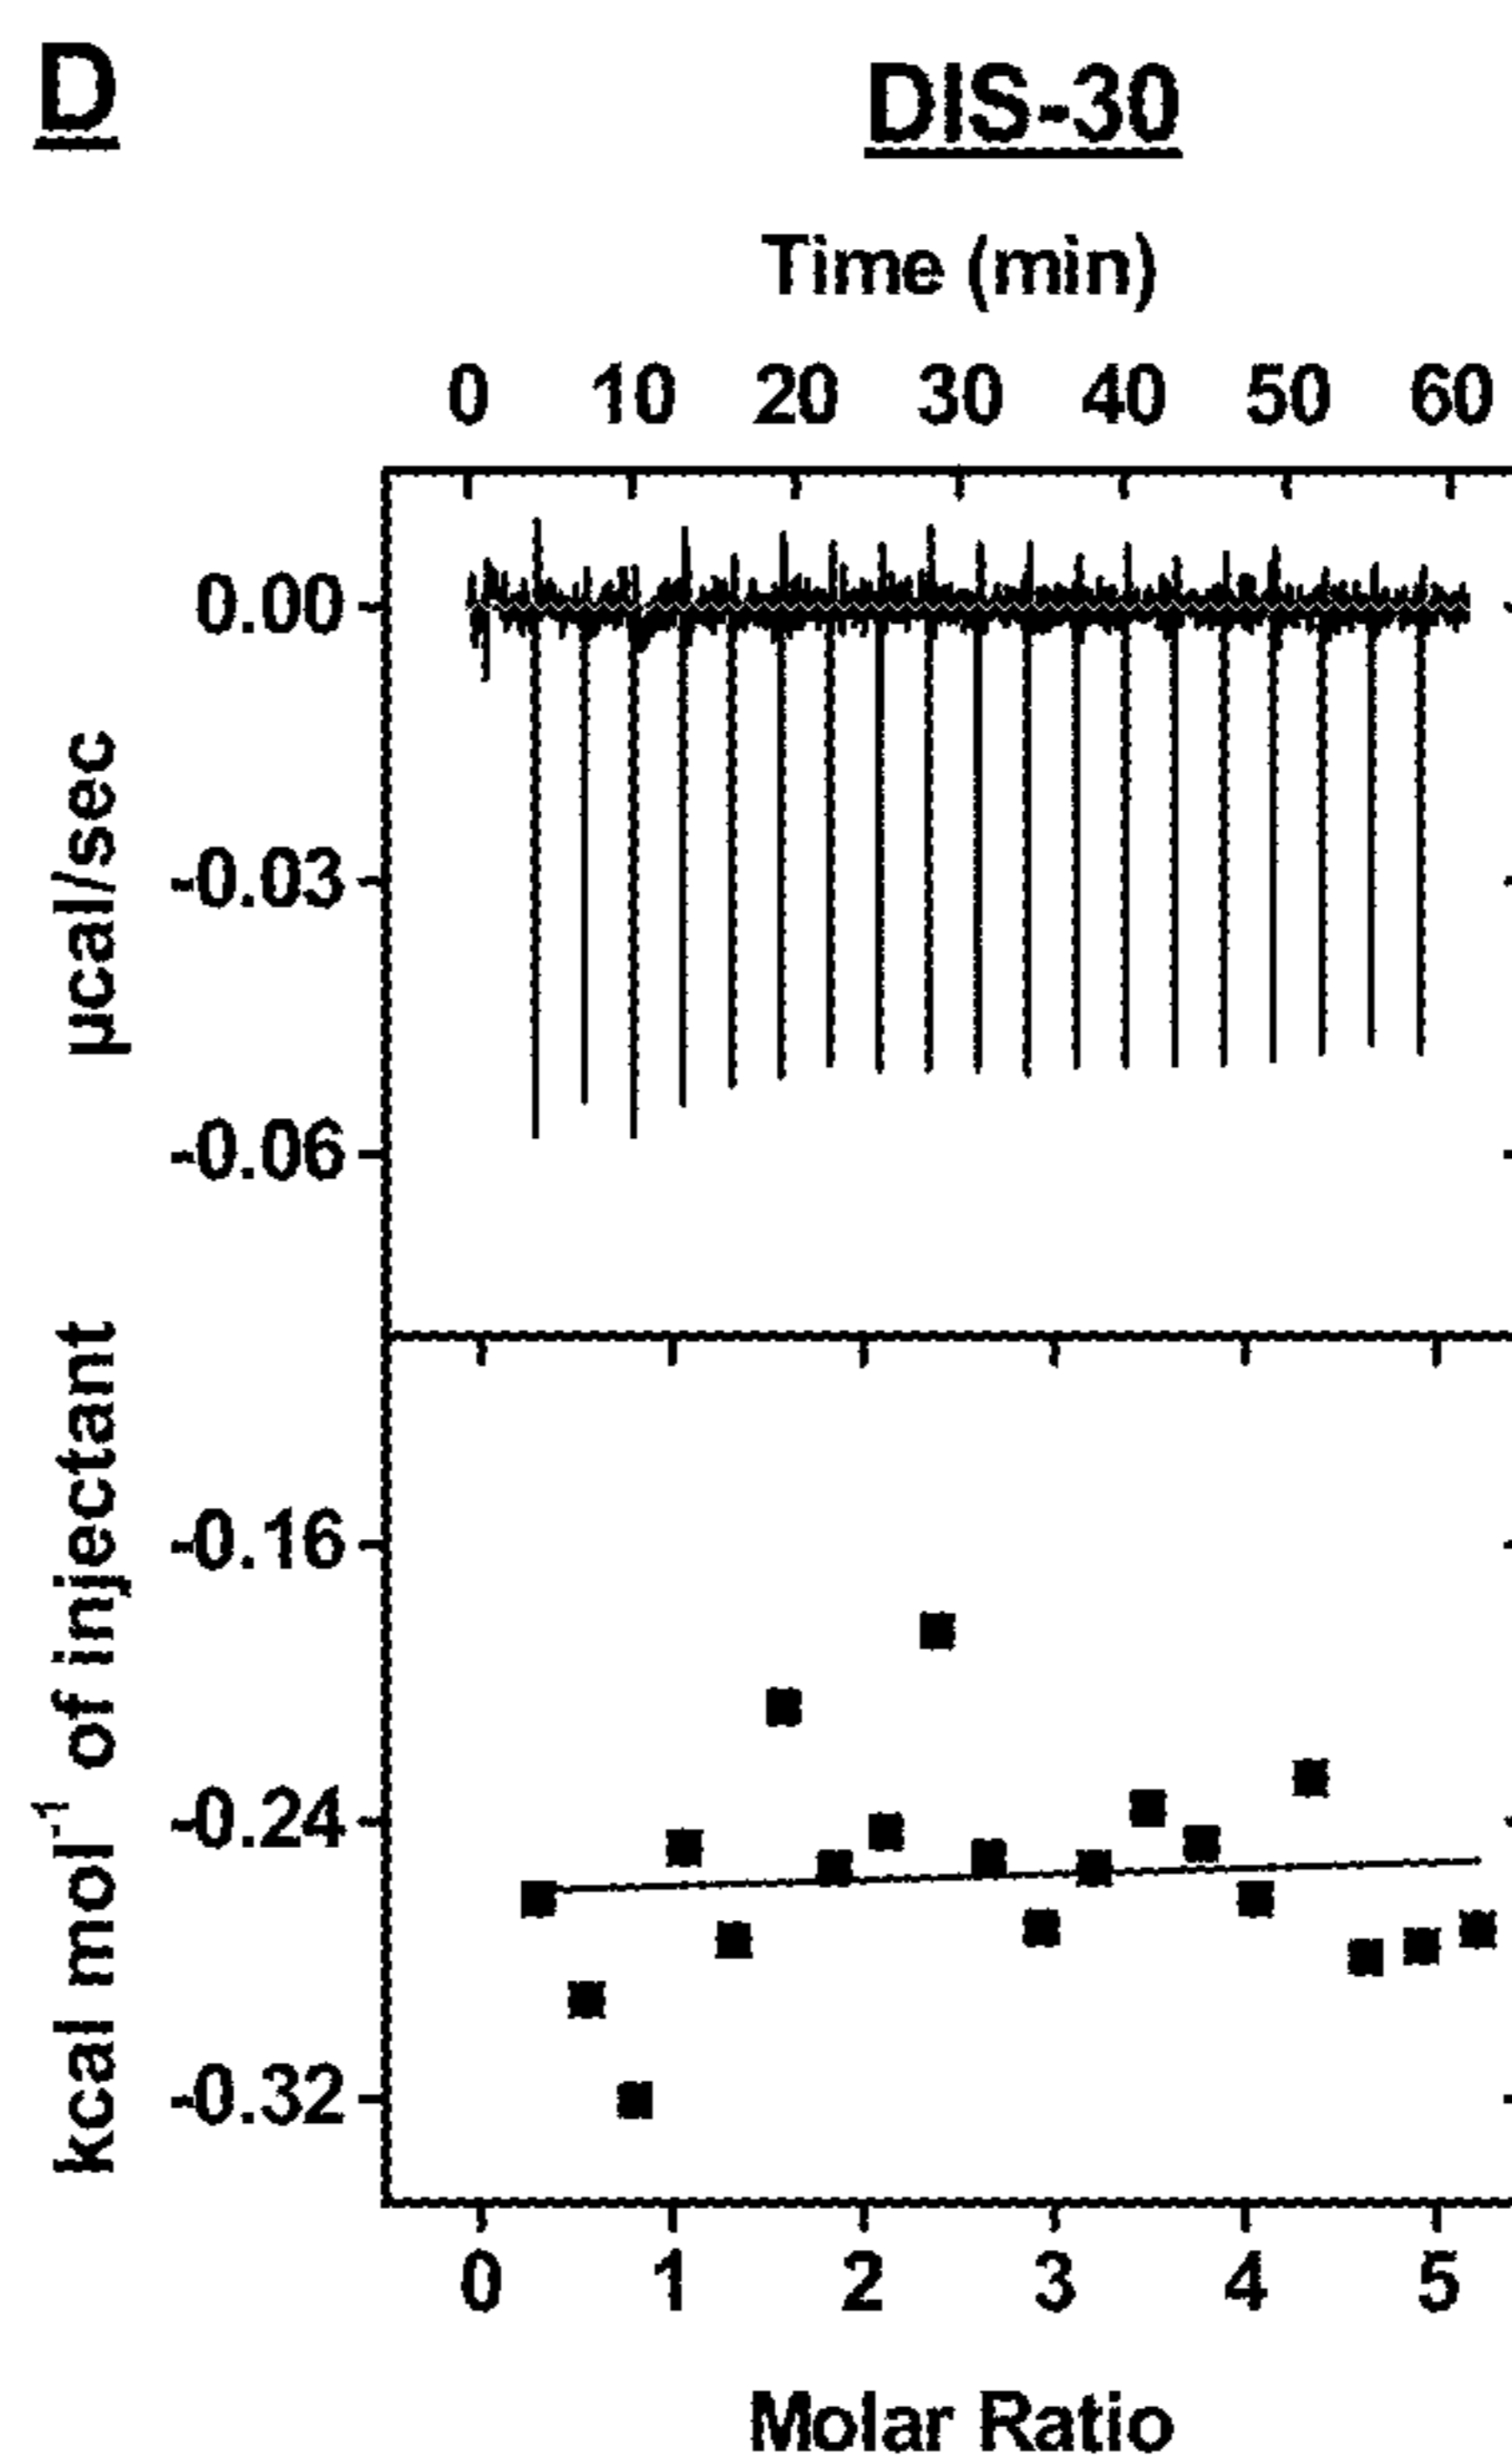 D
DIS-30
Time (min)
0 10 20 30 40 50 60
µcal/sec
0.00
-0.03
-0.06
kcal mol⁻¹ of injectant
-0.16
-0.24
-0.32
0 1 2 3 4 5
Molar Ratio